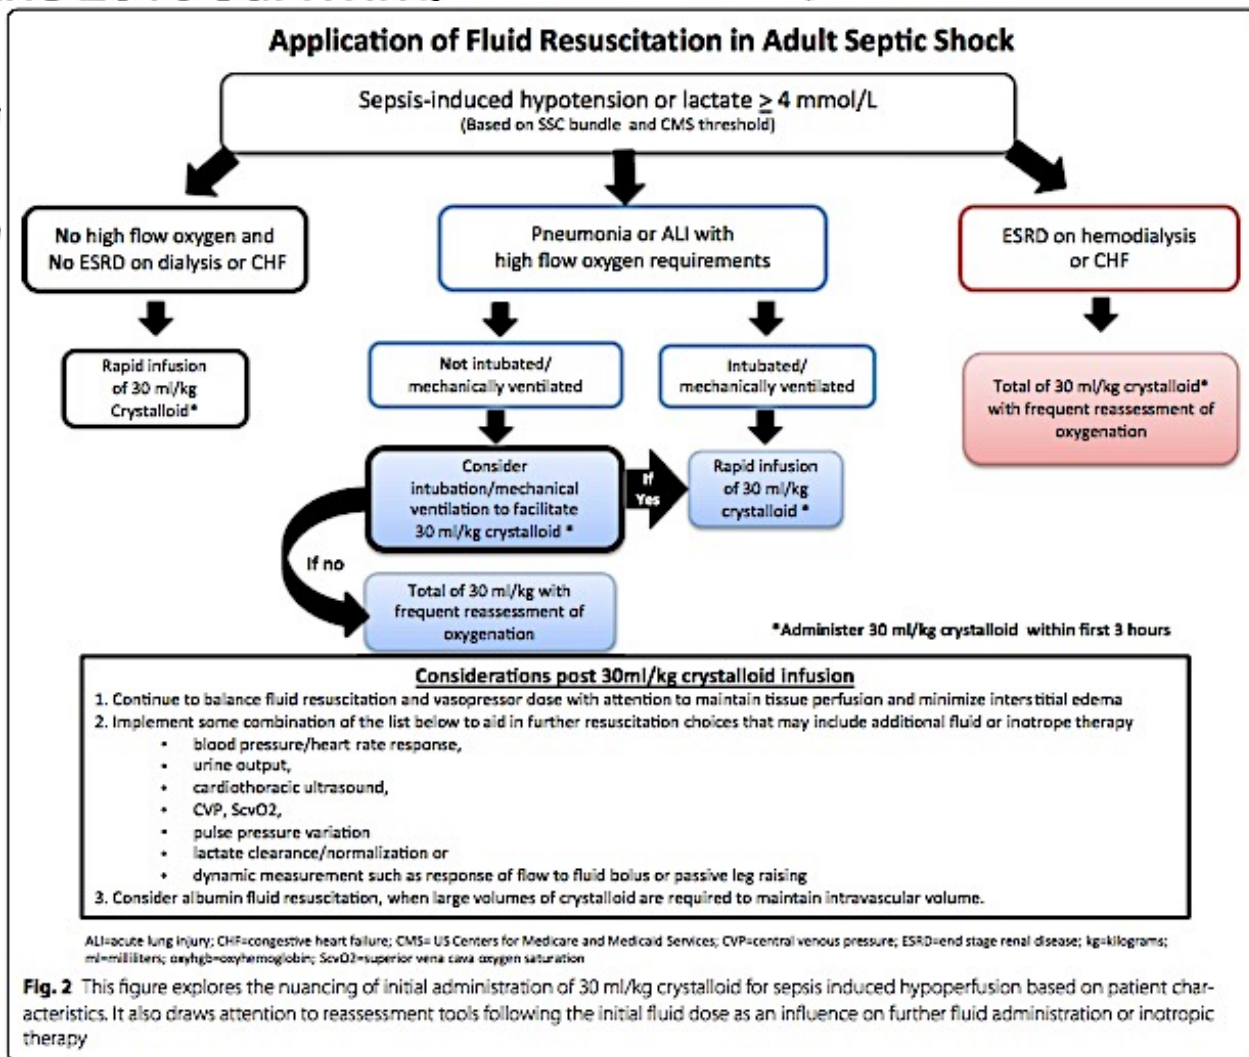 Application of Fluid Resuscitation in Adult Septic Shock
Sepsis-induced hypotension or lactate ≥ 4 mmol/L
(Based on SSC bundle and CMS threshold)
No high flow oxygen and
No ESRD on dialysis or CHF
Pneumonia or ALI with
high flow oxygen requirements
ESRD on hemodialysis
or CHF
Rapid infusion
of 30 ml/kg
Crystalloid*
Not intubated/
mechanically ventilated
Intubated/
mechanically ventilated
Total of 30 ml/kg crystalloid*
with frequent reassessment of
oxygenation
Consider
intubation/mechanical
ventilation to facilitate
30 ml/kg crystalloid *
If
Yes
Rapid infusion
of 30 ml/kg
crystalloid *
If no
Total of 30 ml/kg with
frequent reassessment of
oxygenation
*Administer 30 ml/kg crystalloid within first 3 hours
Considerations post 30ml/kg crystalloid infusion
1. Continue to balance fluid resuscitation and vasopressor dose with attention to maintain tissue perfusion and minimize interstitial edema
2. Implement some combination of the list below to aid in further resuscitation choices that may include additional fluid or inotrope therapy
• blood pressure/heart rate response,
• urine output,
• cardiothoracic ultrasound,
• CVP, ScvO2,
• pulse pressure variation
• lactate clearance/normalization or
• dynamic measurement such as response of flow to fluid bolus or passive leg raising
3. Consider albumin fluid resuscitation, when large volumes of crystalloid are required to maintain intravascular volume.
ALI=acute lung injury; CHF=congestive heart failure; CMS= US Centers for Medicare and Medicaid Services; CVP=central venous pressure; ESRD=end stage renal disease; kg=kilograms;
ml=milliliters; oxyhgb=oxyhemoglobin; ScvO2=superior vena cava oxygen saturation
Fig. 2 This figure explores the nuancing of initial administration of 30 ml/kg crystalloid for sepsis induced hypoperfusion based on patient char-
acteristics. It also draws attention to reassessment tools following the initial fluid dose as an influence on further fluid administration or inotropic
therapy